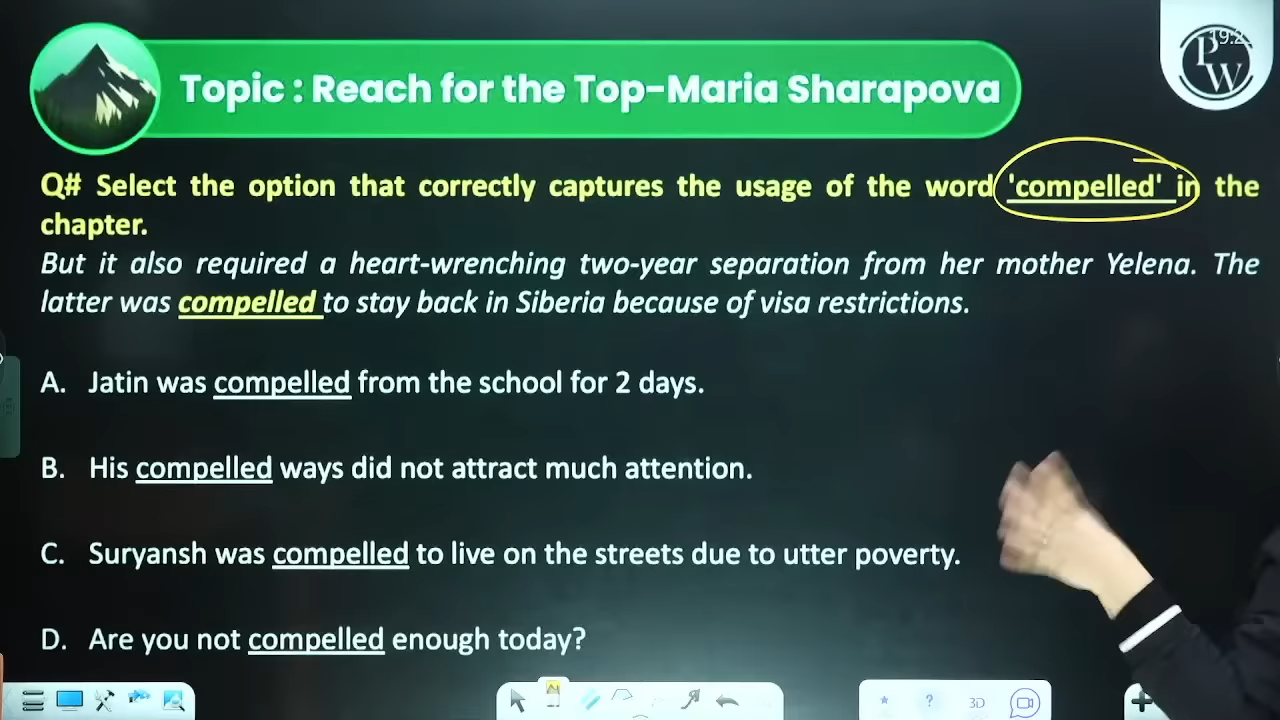 Topic : Reach for the Top-Maria Sharapova
PW
Q# Select the option that correctly captures the usage of the word 'compelled' in the
chapter.
But it also required a heart-wrenching two-year separation from her mother Yelena. The
latter was compelled to stay back in Siberia because of visa restrictions.
A. Jatin was compelled from the school for 2 days.
B. His compelled ways did not attract much attention.
C. Suryansh was compelled to live on the streets due to utter poverty.
D. Are you not compelled enough today?
3D